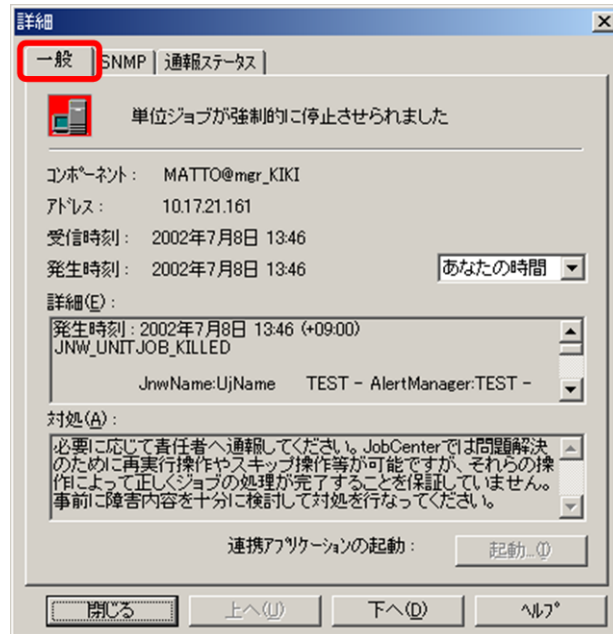 詳細
一般 SNMP 通報ステータス
単位ジョブが強制的に停止させられました
コンポーネント： MATTO@mgr_KIKI
アドレス： 10.17.21.161
受信時刻： 2002年7月8日 13:46
発生時刻： 2002年7月8日 13:46 あなたの時間
詳細(E)：
発生時刻：2002年7月8日 13:46 (+09:00)
JNW_UNITJOB_KILLED
JnwName:UjName TEST - AlertManager:TEST -
対処(A)：
必要に応じて責任者へ通報してください。JobCenterでは問題解決
のために再実行操作やスキップ操作等が可能ですが、それらの操
作によって正しくジョブの処理が完了することを保証していません。
事前に障害内容を十分に検討して対処を行なってください。
連携アプリケーションの起動： 起動...(I)
閉じる 上へ(U) 下へ(D) ヘルプ